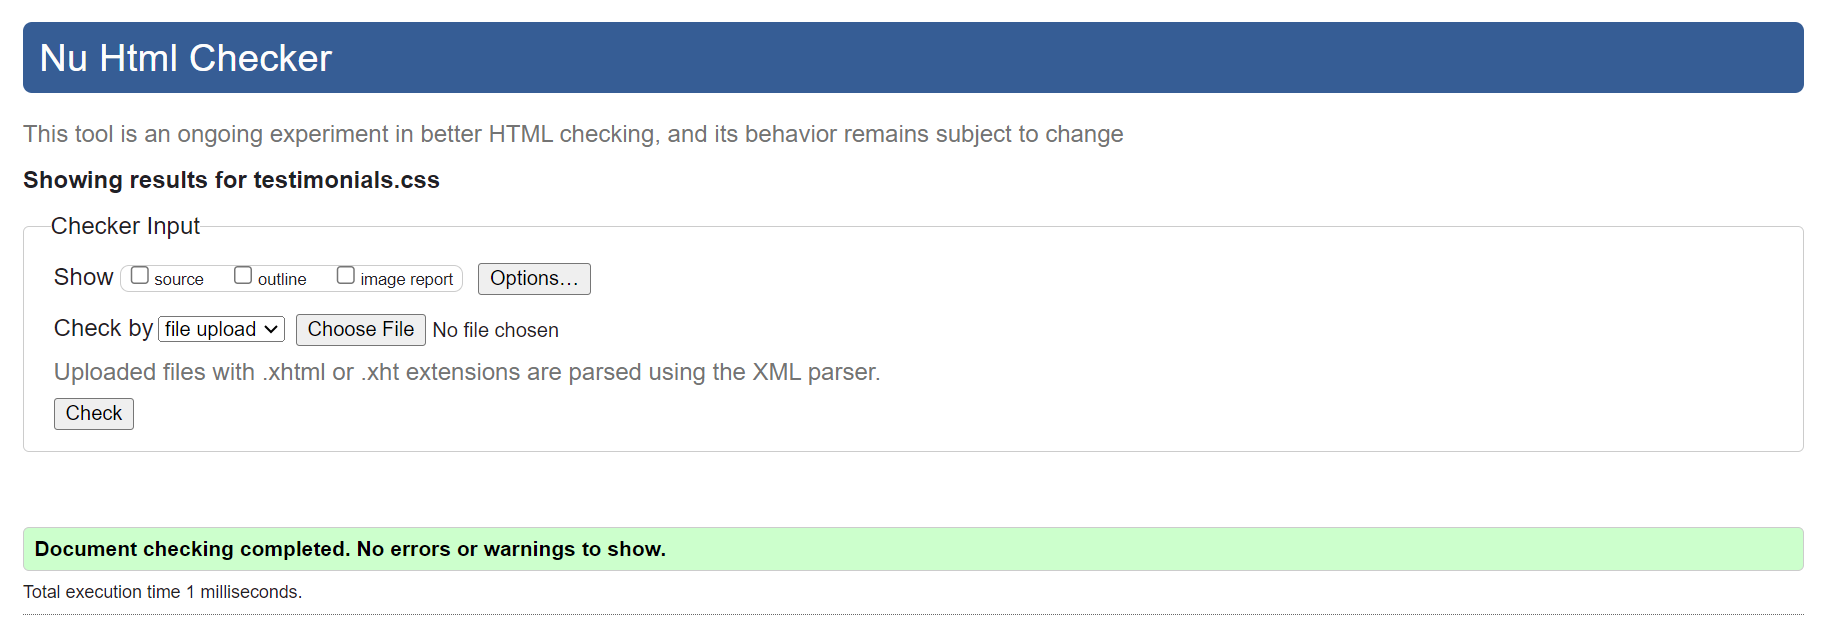 Nu Html Checker
This tool is an ongoing experiment in better HTML checking, and its behavior remains subject to change
Showing results for testimonials.css
Checker Input
Show source outline image report Options...
Check by file upload Choose File No file chosen
Uploaded files with .xhtml or .xht extensions are parsed using the XML parser.
Check
Document checking completed. No errors or warnings to show.
Total execution time 1 milliseconds.